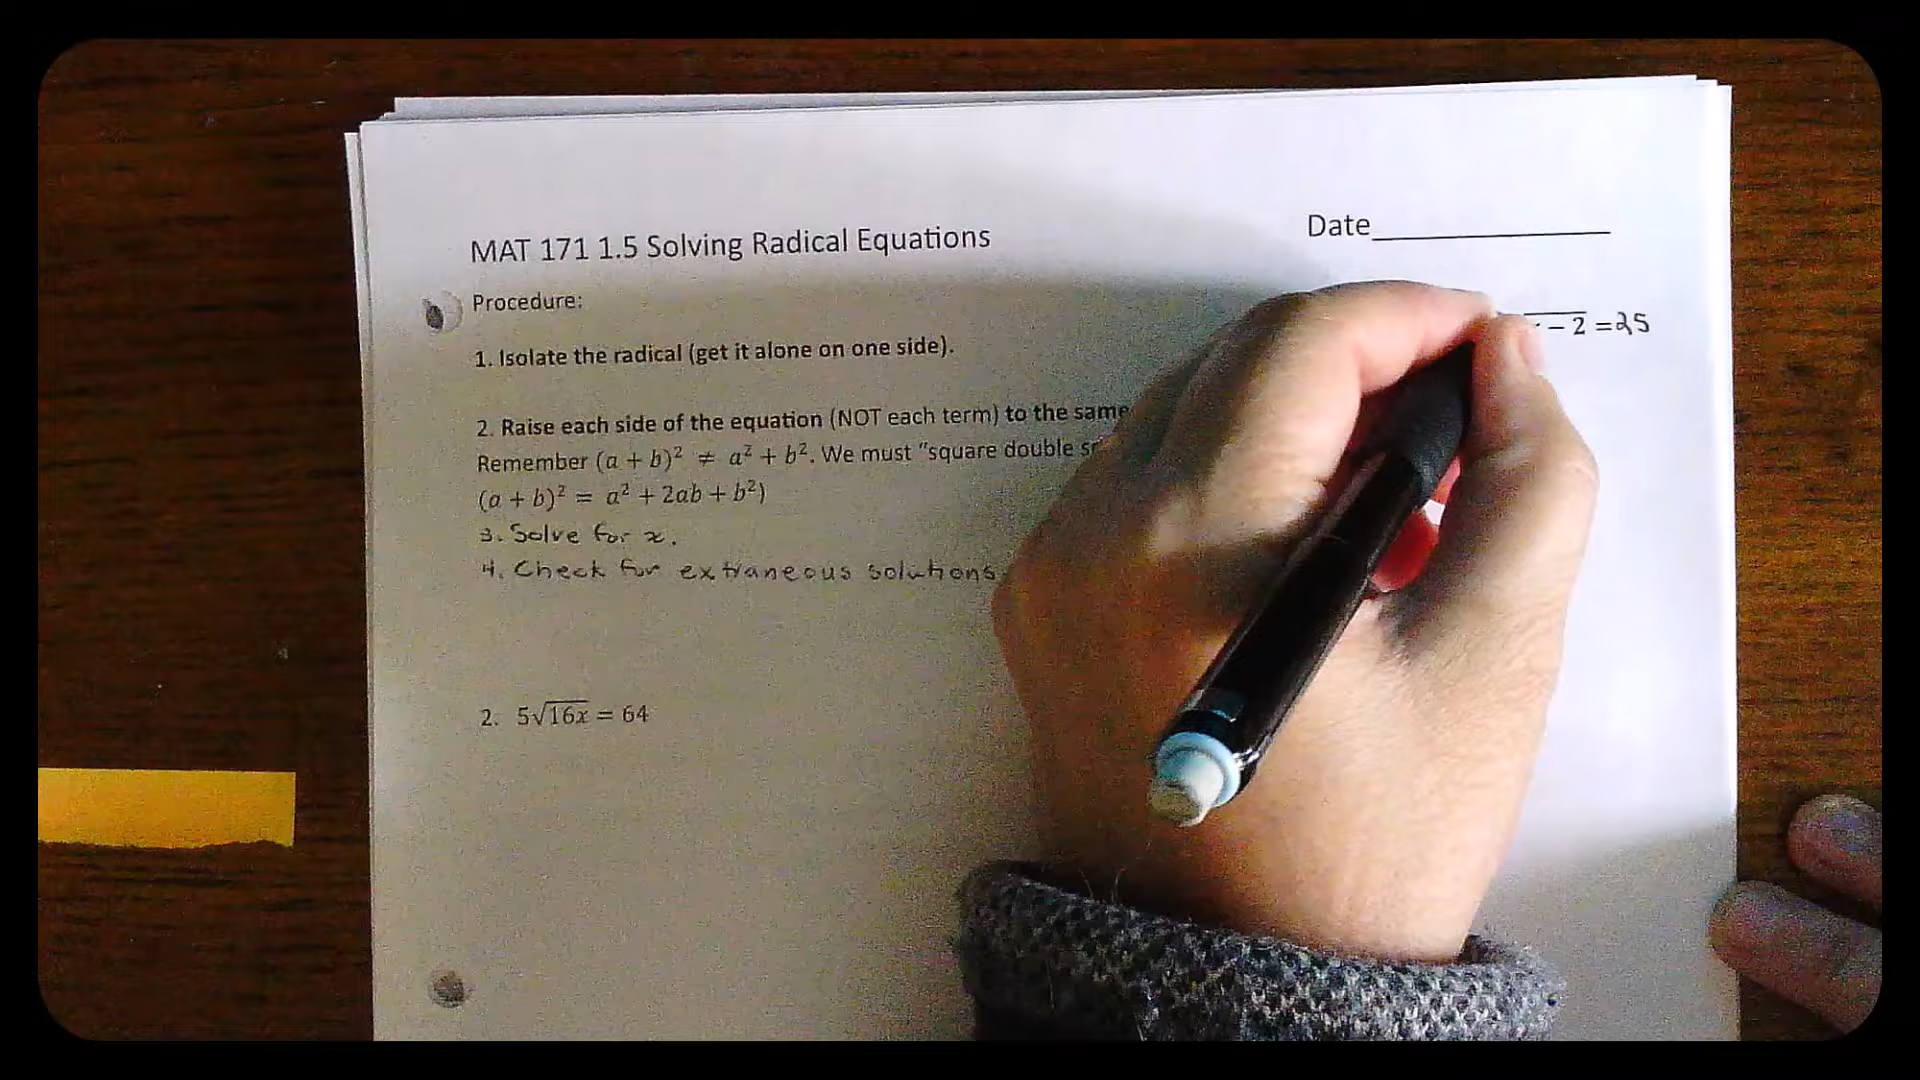 MAT 171 1.5 Solving Radical Equations
Date______________
Procedure:
− 2 = 25
1. Isolate the radical (get it alone on one side).
2. Raise each side of the equation (NOT each term) to the same
Remember (a + b)² ≠ a² + b². We must “square double
(a + b)² = a² + 2ab + b²)
3. Solve for x.
4. Check for extraneous solutions.
2. 5√16x = 64